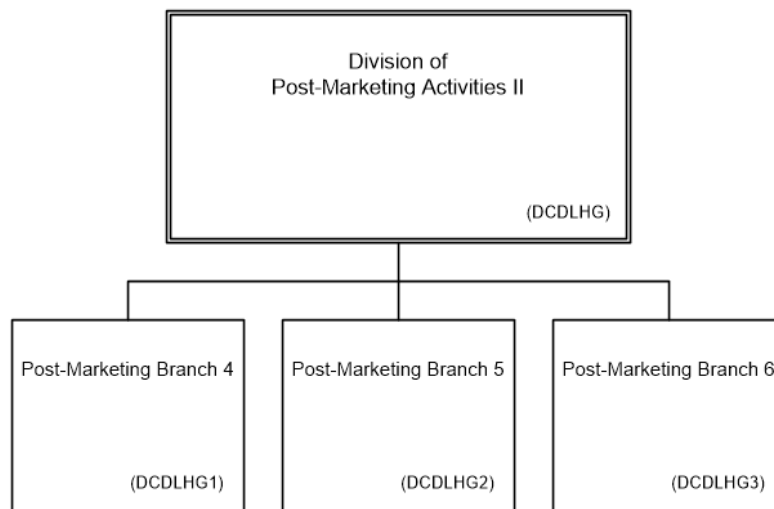 Division of
Post-Marketing Activities II
(DCDLHG)
Post-Marketing Branch 4
Post-Marketing Branch 5
Post-Marketing Branch 6
(DCDLHG1)
(DCDLHG2)
(DCDLHG3)